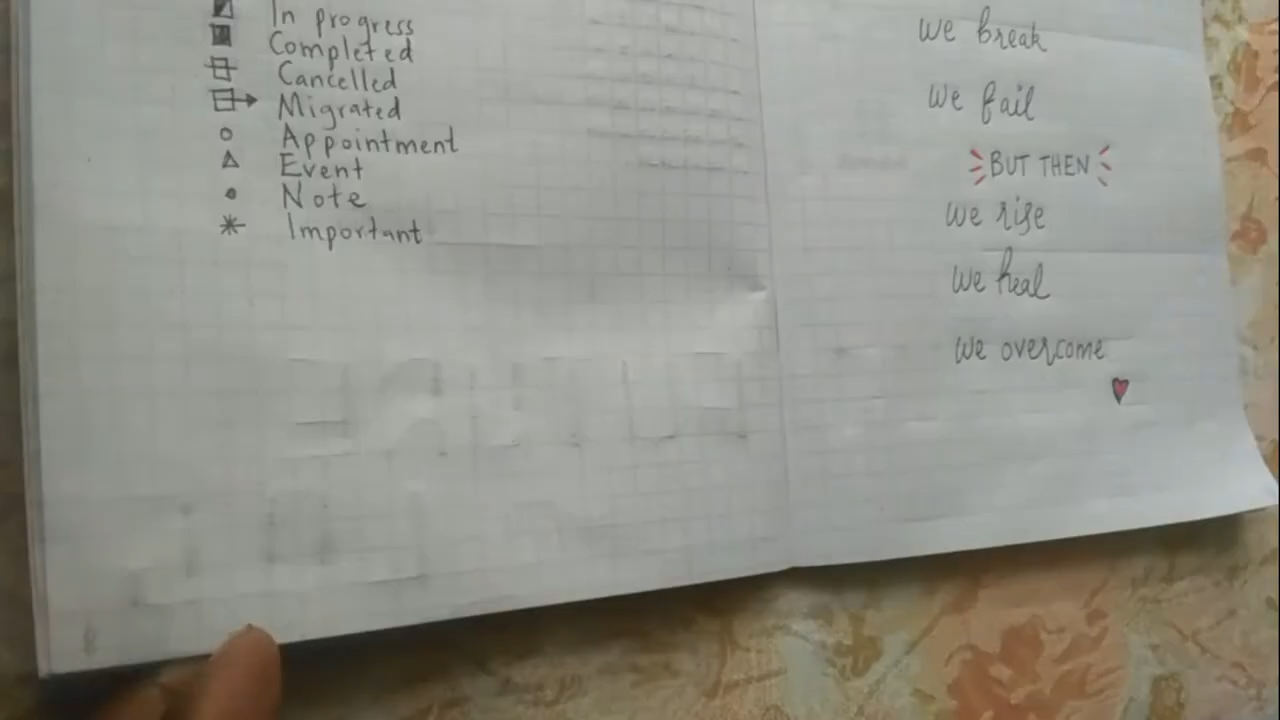 In progress
Completed
Cancelled
Migrated
Appointment
Event
Note
Important
We break
We fail
BUT THEN
We rise
We heal
We overcome